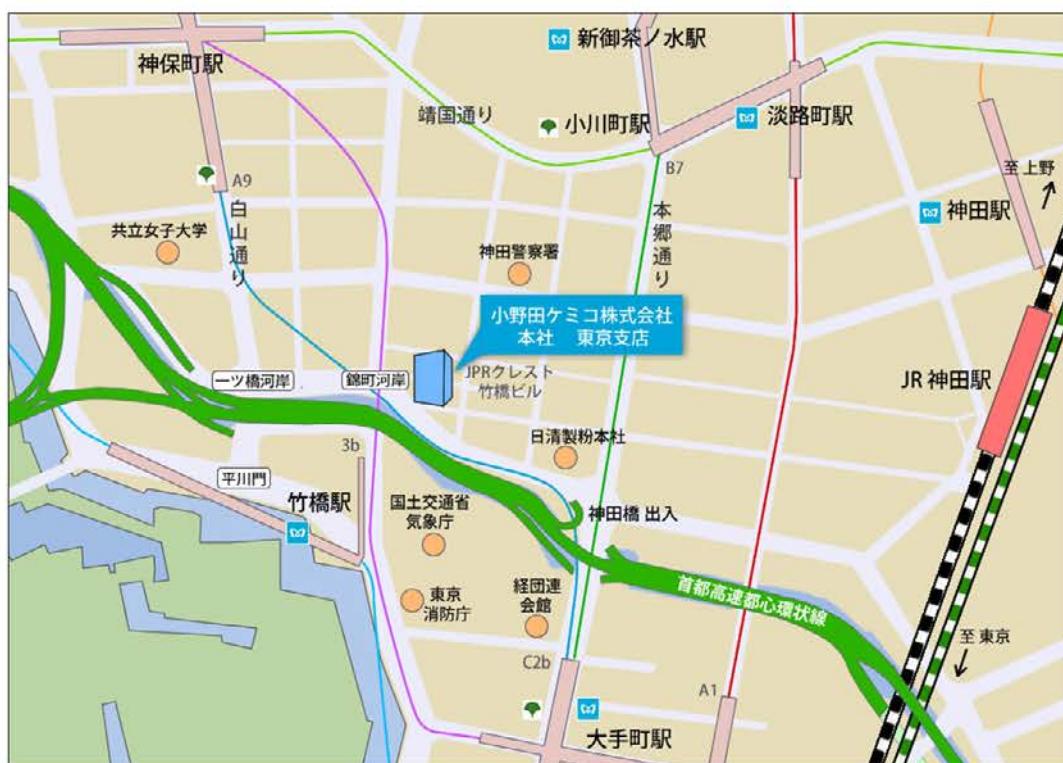 新御茶ノ水駅
神保町駅
靖国通り
小川町駅
淡路町駅
B7
至 上野
A9
神田駅
白山通り
本郷通り
共立女子大学
神田警察署
小野田ケミコ株式会社
本社 東京支店
JPRクレスト
竹橋ビル
一ツ橋河岸
錦町河岸
JR 神田駅
日清製粉本社
3b
平川門
竹橋駅
国土交通省
気象庁
神田橋 出入
首都高速都心環状線
東京
消防庁
経団連
会館
至 東京
C2b
A1
大手町駅